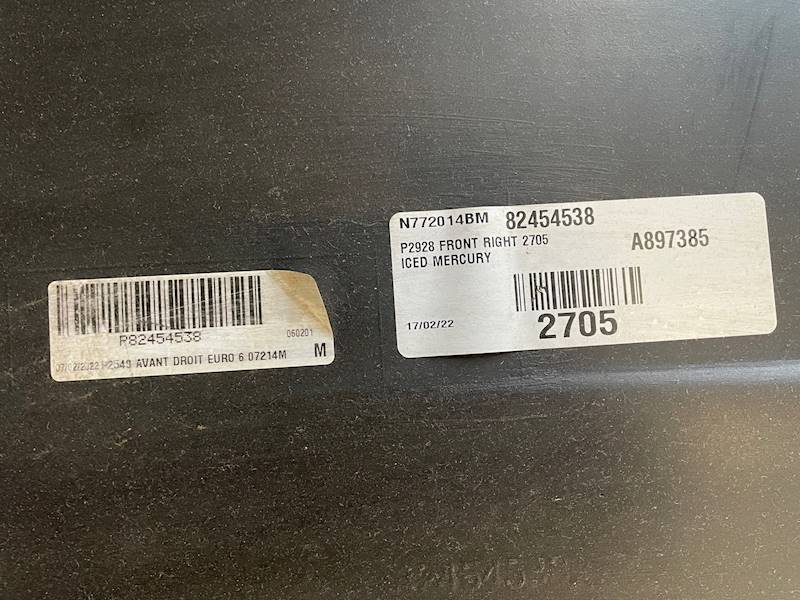 N772014BM 82454538
P2928 FRONT RIGHT 2705
A897385
ICED MERCURY
17/02/22
2705
R82454538
060201
AVANT DROIT EURO 6 07214M
M